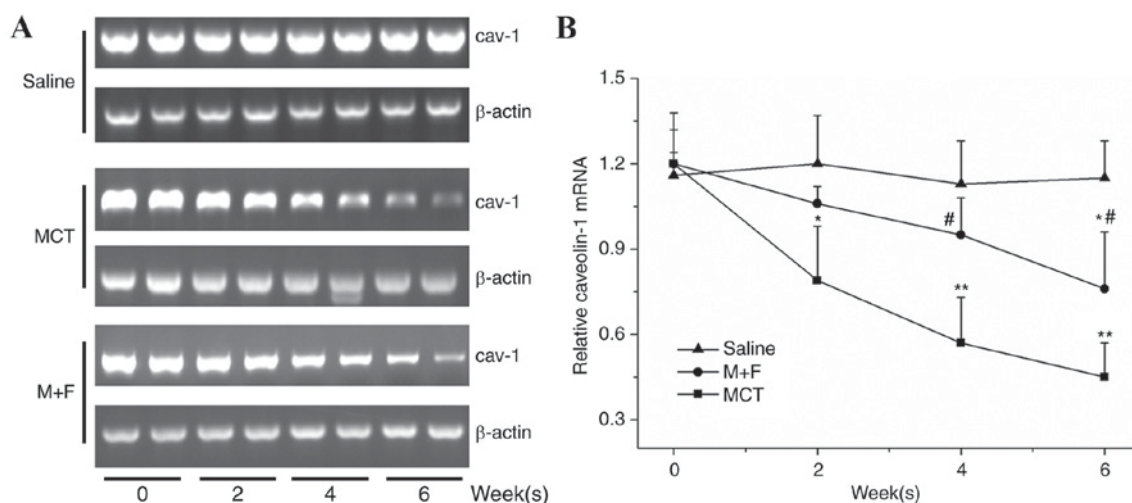 A
Saline
cav-1
β-actin
MCT
cav-1
β-actin
M+F
cav-1
β-actin
0 2 4 6 Week(s)
B
Relative caveolin-1 mRNA
1.5
1.2
0.9
0.6
0.3
*
#
*#
**
**
Saline
M+F
MCT
0 2 4 6
Week(s)